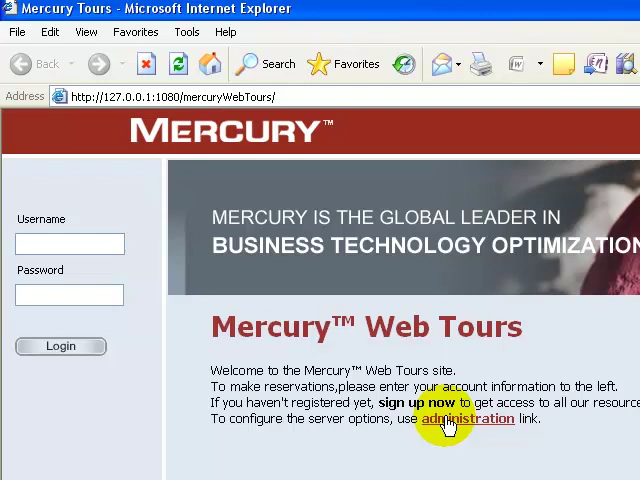 Mercury Tours - Microsoft Internet Explorer
File Edit View Favorites Tools Help
Back Search Favorites
Address http://127.0.0.1:1080/mercuryWebTours/
MERCURY™
Username
MERCURY IS THE GLOBAL LEADER IN
BUSINESS TECHNOLOGY OPTIMIZATION
Password
Mercury™ Web Tours
Login
Welcome to the Mercury™ Web Tours site.
To make reservations,please enter your account information to the left.
If you haven't registered yet, sign up now to get access to all our resource
To configure the server options, use administration link.